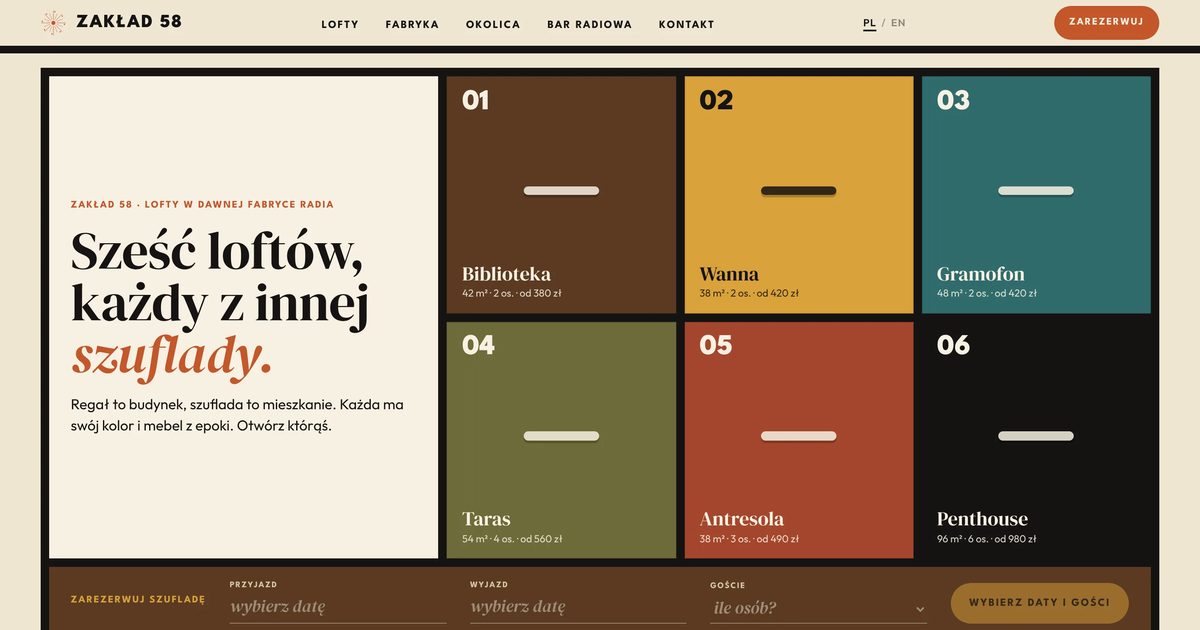 ZAKŁAD 58
LOFTY FABRYKA OKOLICA BAR RADIOWA KONTAKT
PL / EN
ZAREZERWUJ
ZAKŁAD 58 · LOFTY W DAWNEJ FABRYCE RADIA
Sześć loftów,
każdy z innej
szuflady.
Regał to budynek, szuflada to mieszkanie. Każda ma
swój kolor i mebel z epoki. Otwórz którąś.
01
Biblioteka
42 m² · 2 os. · od 380 zł
02
Wanna
38 m² · 2 os. · od 420 zł
03
Gramofon
48 m² · 2 os. · od 420 zł
04
Taras
54 m² · 4 os. · od 560 zł
05
Antresola
38 m² · 3 os. · od 490 zł
06
Penthouse
96 m² · 6 os. · od 980 zł
ZAREZERWUJ SZUFLADĘ
PRZYJAZD
wybierz datę
WYJAZD
wybierz datę
GOŚCIE
ile osób?
WYBIERZ DATY I GOŚCI